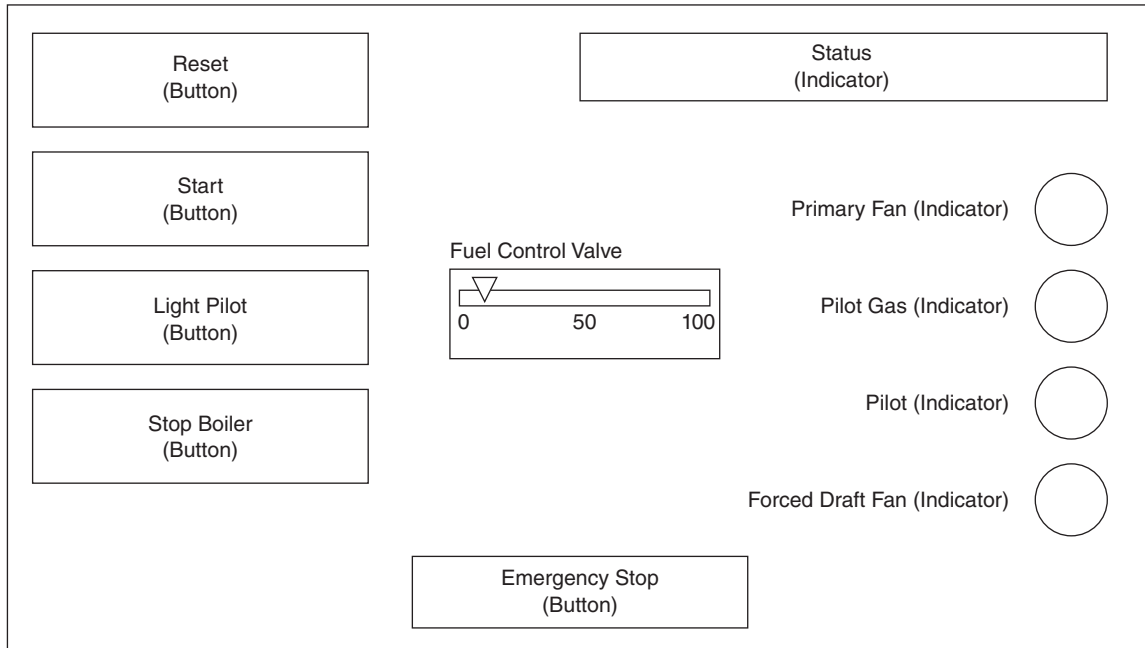 Reset
(Button)
Status
(Indicator)
Start
(Button)
Primary Fan (Indicator)
Fuel Control Valve
0 50 100
Light Pilot
(Button)
Pilot Gas (Indicator)
Stop Boiler
(Button)
Pilot (Indicator)
Forced Draft Fan (Indicator)
Emergency Stop
(Button)